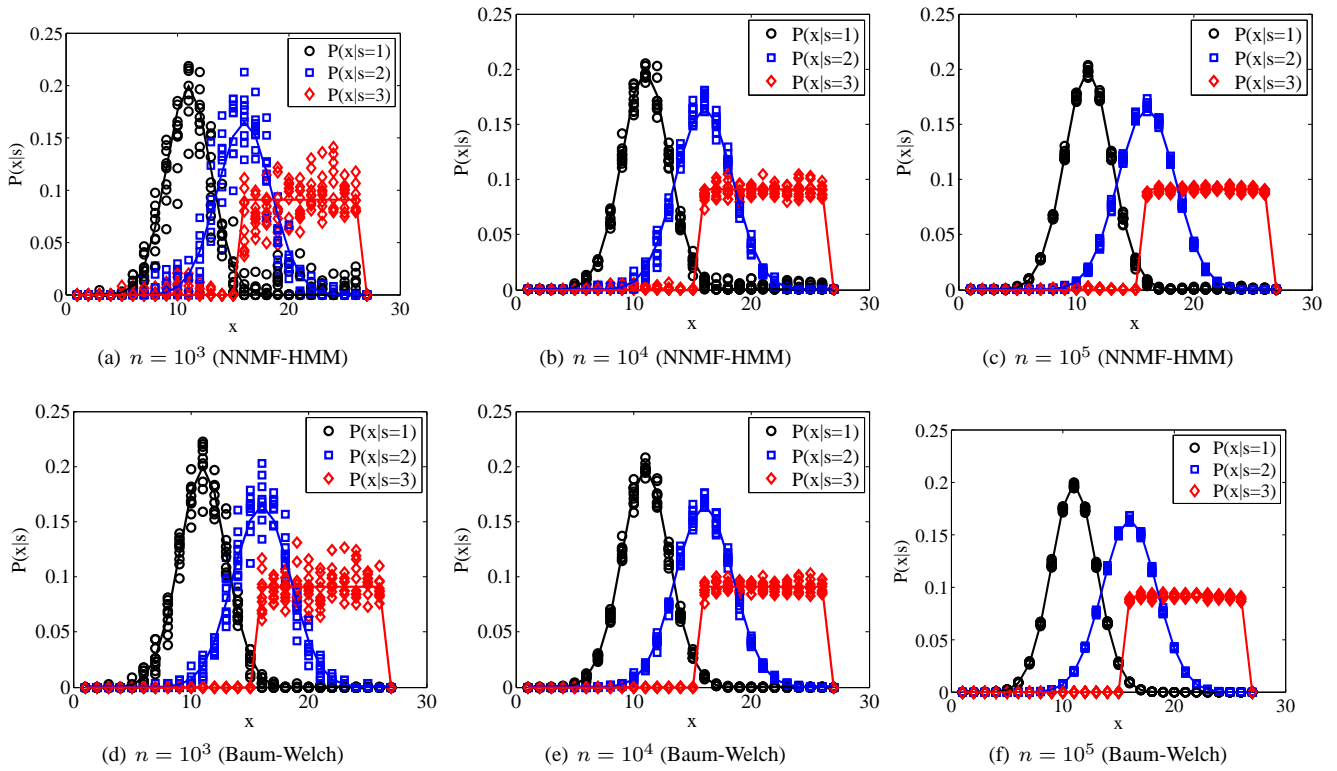 0.25
0.2
0.15
0.1
0.05
0
0 10 20 30
x
P(x|s)
P(x|s=1)
P(x|s=2)
P(x|s=3)
(a) n = 10^3 (NNMF-HMM)
0.25
0.2
0.15
0.1
0.05
0
0 10 20 30
x
P(x|s)
P(x|s=1)
P(x|s=2)
P(x|s=3)
(b) n = 10^4 (NNMF-HMM)
0.25
0.2
0.15
0.1
0.05
0
0 10 20 30
x
P(x|s)
P(x|s=1)
P(x|s=2)
P(x|s=3)
(c) n = 10^5 (NNMF-HMM)
0.25
0.2
0.15
0.1
0.05
0
0 10 20 30
x
P(x|s)
P(x|s=1)
P(x|s=2)
P(x|s=3)
(d) n = 10^3 (Baum-Welch)
0.25
0.2
0.15
0.1
0.05
0
0 10 20 30
x
P(x|s)
P(x|s=1)
P(x|s=2)
P(x|s=3)
(e) n = 10^4 (Baum-Welch)
0.25
0.2
0.15
0.1
0.05
0
0 10 20 30
x
P(x|s)
P(x|s=1)
P(x|s=2)
P(x|s=3)
(f) n = 10^5 (Baum-Welch)